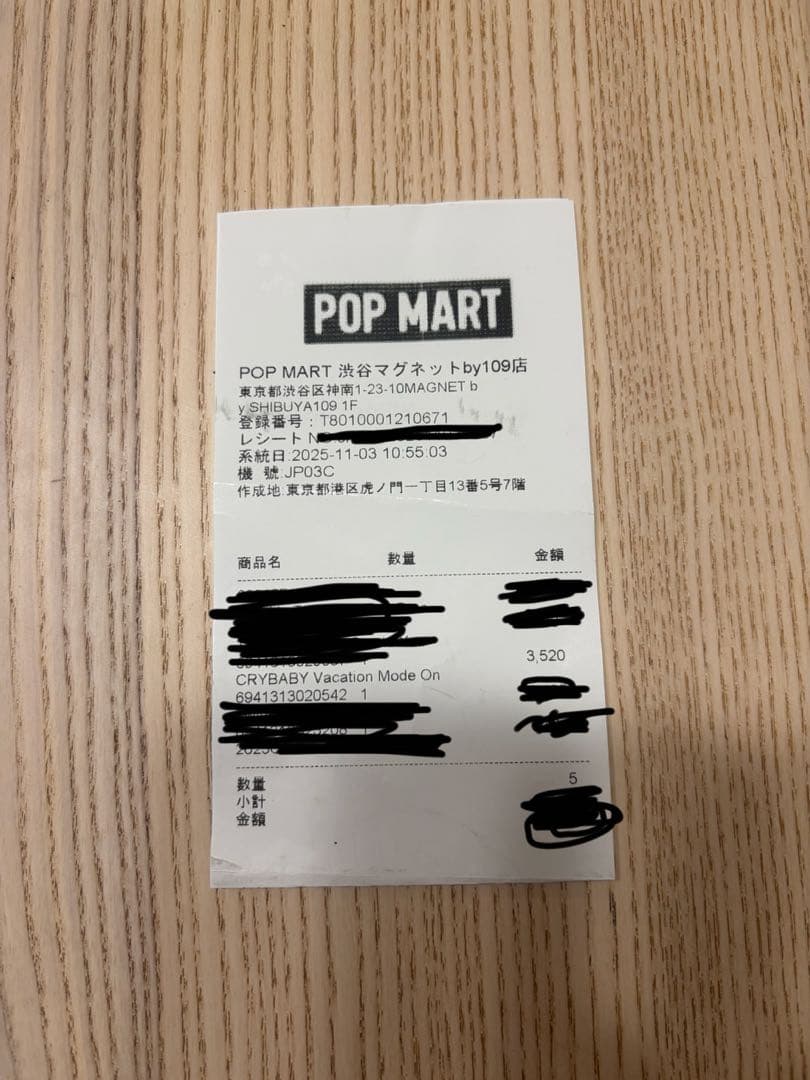 POP MART
POP MART 渋谷マグネットby109店
東京都渋谷区神南1-23-10MAGNET b
y SHIBUYA109 1F
登録番号:T8010001210671
レシート
系統日:2025-11-03 10:55:03
機 號:JP03C
作成地:東京都港区虎ノ門一丁目13番5号7階
商品名 數量 金額
3,520
CRYBABY Vacation Mode On
6941313020542 1
數量 5
小計
金額